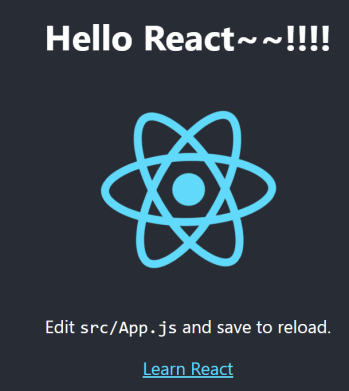 Hello React~~!!!!
Edit src/App.js and save to reload.
Learn React